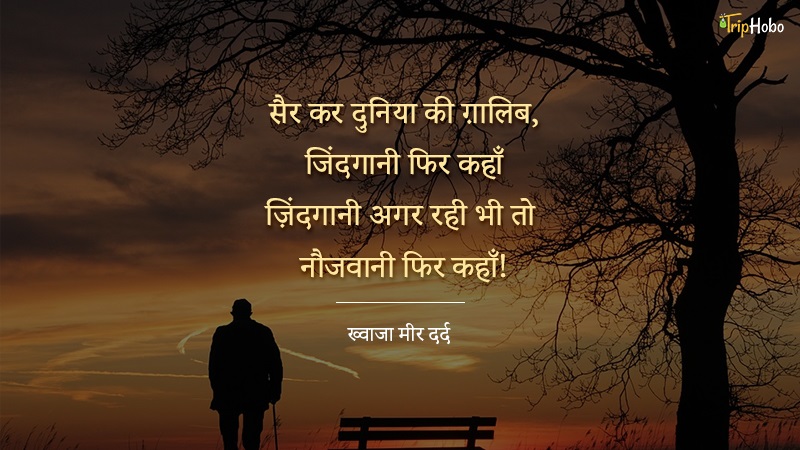 TripHobo
सैर कर दुनिया की ग़ालिब,
जिंदगानी फिर कहाँ
ज़िंदगानी अगर रही भी तो
नौजवानी फिर कहाँ!
ख्वाजा मीर दर्द